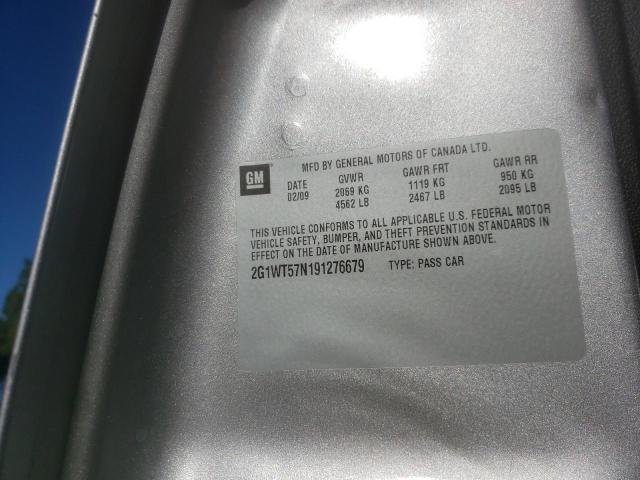 MFD BY GENERAL MOTORS OF CANADA LTD.
GM
DATE GVWR GAWR FRT GAWR RR
02/09 2069 KG 1119 KG 950 KG
4562 LB 2467 LB 2095 LB
THIS VEHICLE CONFORMS TO ALL APPLICABLE U.S. FEDERAL MOTOR
VEHICLE SAFETY, BUMPER, AND THEFT PREVENTION STANDARDS IN
EFFECT ON THE DATE OF MANUFACTURE SHOWN ABOVE.
2G1WT57N191276679 TYPE: PASS CAR